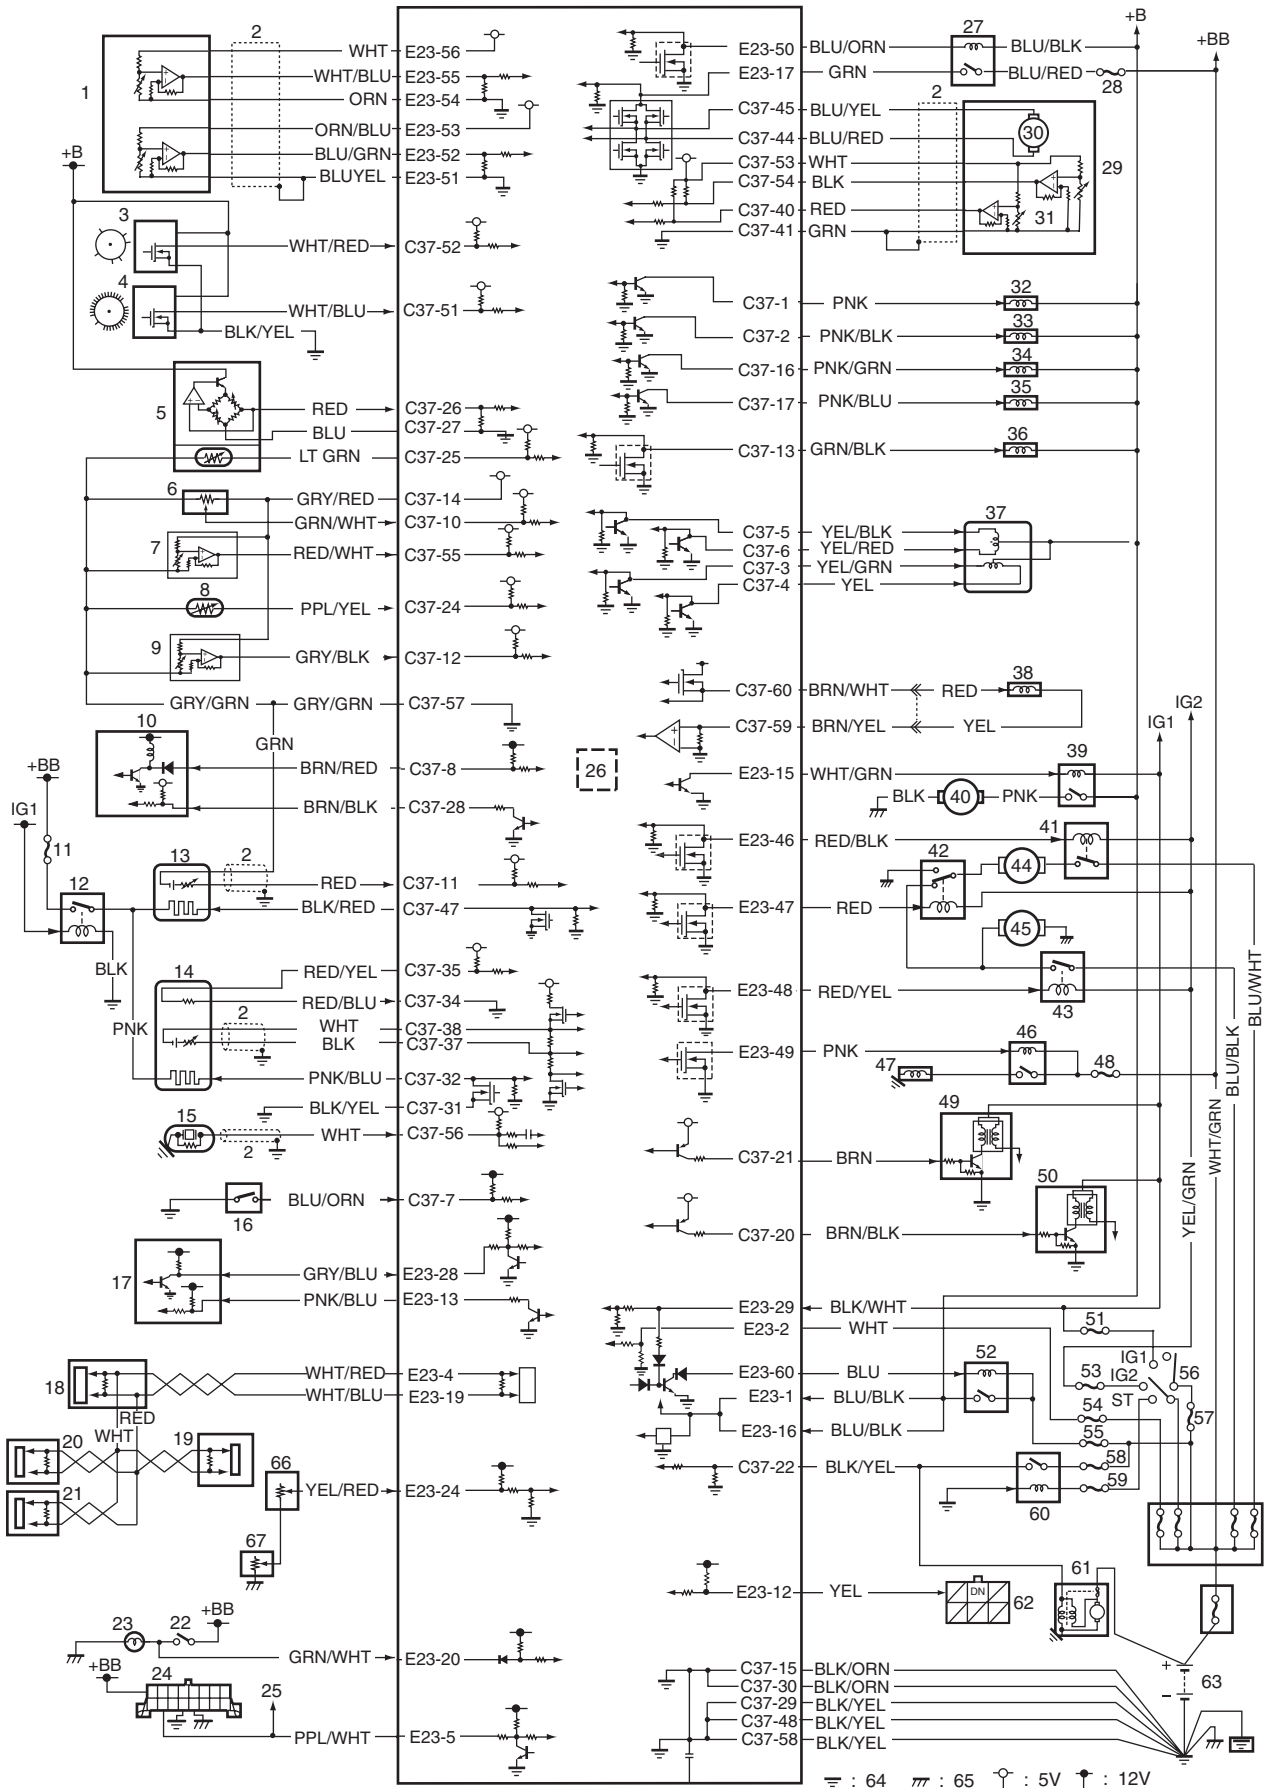 2
27
+B
WHT E23-56
E23-50 BLU/ORN
BLU/BLK
+BB
WHT/BLU E23-55
E23-17 GRN
BLU/RED
28
1
ORN E23-54
2
ORN/BLU E23-53
C37-45 BLU/YEL
30
BLU/GRN E23-52
C37-44 BLU/RED
+B
BLUYEL E23-51
C37-53 WHT
29
C37-54 BLK
3
C37-40 RED
31
WHT/RED C37-52
C37-41 GRN
4
WHT/BLU C37-51
C37-1 PNK
32
BLK/YEL
C37-2 PNK/BLK
33
C37-16 PNK/GRN
34
5
RED C37-26
C37-17 PNK/BLU
35
BLU C37-27
LT GRN C37-25
C37-13 GRN/BLK
36
6
GRY/RED C37-14
GRN/WHT C37-10
C37-5 YEL/BLK
37
7
RED/WHT C37-55
C37-6 YEL/RED
C37-3 YEL/GRN
8
C37-4 YEL
PPL/YEL C37-24
9
GRY/BLK C37-12
C37-60 BRN/WHT
RED
38
GRY/GRN
GRY/GRN C37-57
C37-59 BRN/YEL
YEL
IG1
IG2
10
GRN
26
+BB
BRN/RED C37-8
E23-15 WHT/GRN
39
BRN/BLK C37-28
BLK
40
PNK
IG1
11
E23-46 RED/BLK
41
13
2
42
44
12
RED C37-11
BLK/RED C37-47
E23-47 RED
45
BLK
14
RED/YEL C37-35
RED/BLU C37-34
E23-48 RED/YEL
43
PNK
2
WHT C37-38
BLK C37-37
E23-49 PNK
46
PNK/BLU C37-32
47
48
BLK/YEL C37-31
49
15
2
WHT C37-56
C37-21 BRN
50
16
BLU/ORN C37-7
C37-20 BRN/BLK
YEL/GRN
WHT/GRN
BLU/BLK
BLU/WHT
17
GRY/BLU E23-28
PNK/BLU E23-13
E23-29 BLK/WHT
51
E23-2 WHT
52
IG1
18
WHT/RED E23-4
E23-60 BLU
53
IG2
56
WHT/BLU E23-19
E23-1 BLU/BLK
ST
RED
54
57
WHT
E23-16 BLU/BLK
55
20
19
66
C37-22 BLK/YEL
58
21
YEL/RED E23-24
59
60
67
E23-12 YEL
DN
62
61
23
22
+BB
GRN/WHT E23-20
C37-15 BLK/ORN
+
+BB
24
25
C37-30 BLK/ORN
63
C37-29 BLK/YEL
−
PPL/WHT E23-5
C37-48 BLK/YEL
C37-58 BLK/YEL
: 64
: 65
: 5V
: 12V